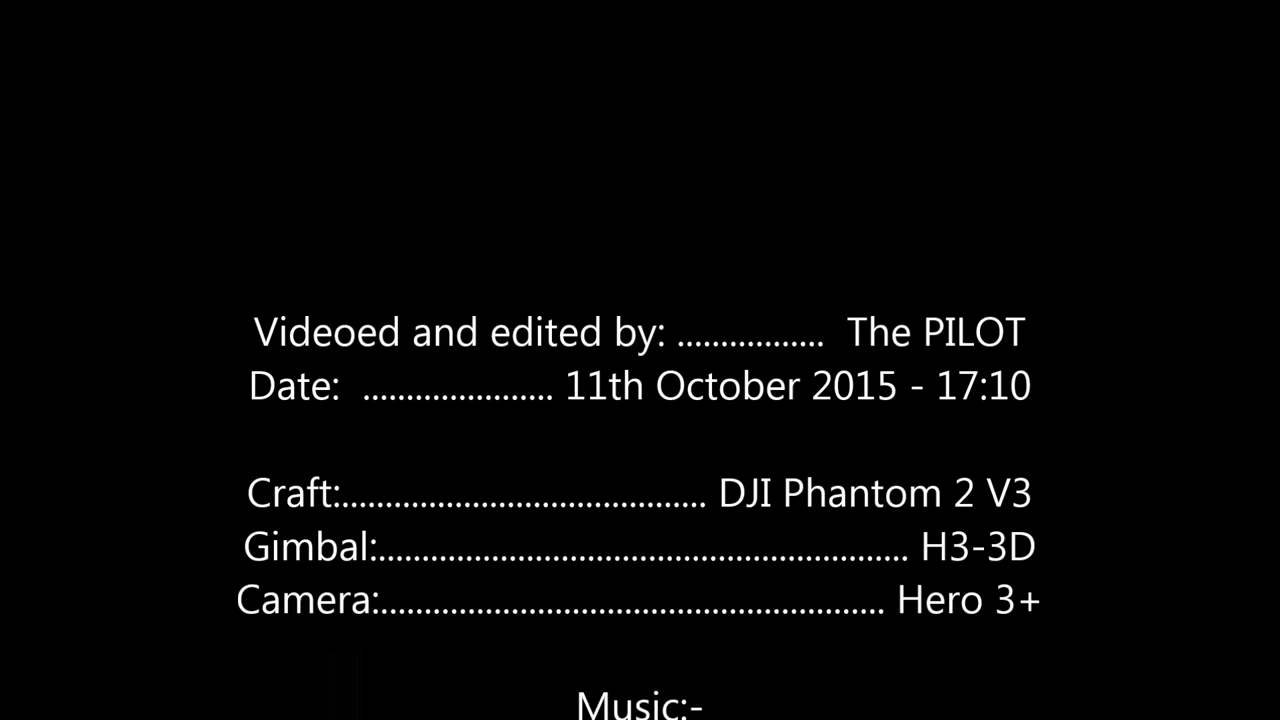 Videoed and edited by: ................. The PILOT
Date: ...................... 11th October 2015 - 17:10
Craft:.......................................... DJI Phantom 2 V3
Gimbal:............................................................. H3-3D
Camera:.......................................................... Hero 3+
Music:-